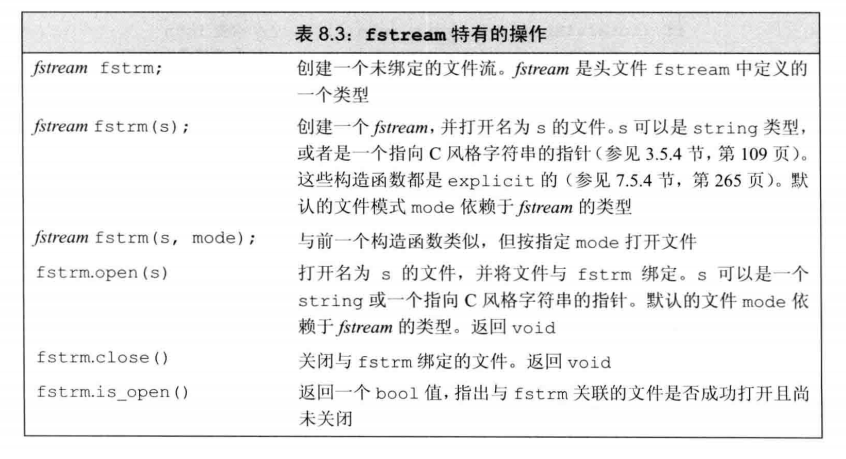 表 8.3：fstream 特有的操作
fstream fstrm; 创建一个未绑定的文件流。fstream 是头文件 fstream 中定义的
一个类型
fstream fstrm(s); 创建一个 fstream，并打开名为 s 的文件。s 可以是 string 类型，
或者是一个指向 C 风格字符串的指针（参见 3.5.4 节，第 109 页）。
这些构造函数都是 explicit 的（参见 7.5.4 节，第 265 页）。默
认的文件模式 mode 依赖于 fstream 的类型
fstream fstrm(s, mode); 与前一个构造函数类似，但按指定 mode 打开文件
fstrm.open(s) 打开名为 s 的文件，并将文件与 fstrm 绑定。s 可以是一个
string 或一个指向 C 风格字符串的指针。默认的文件 mode 依
赖于 fstream 的类型。返回 void
fstrm.close() 关闭与 fstrm 绑定的文件。返回 void
fstrm.is_open() 返回一个 bool 值，指出与 fstrm 关联的文件是否成功打开且尚
未关闭